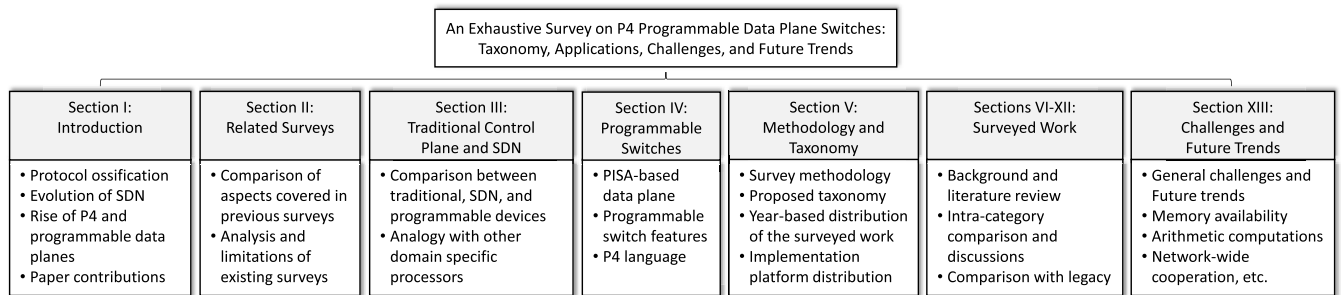 An Exhaustive Survey on P4 Programmable Data Plane Switches:
Taxonomy, Applications, Challenges, and Future Trends
Section I:
Introduction
• Protocol ossification
• Evolution of SDN
• Rise of P4 and
programmable data
planes
• Paper contributions
Section II:
Related Surveys
• Comparison of
aspects covered in
previous surveys
• Analysis and
limitations of
existing surveys
Section III:
Traditional Control
Plane and SDN
• Comparison between
traditional, SDN, and
programmable devices
• Analogy with other
domain specific
processors
Section IV:
Programmable
Switches
• PISA-based
data plane
• Programmable
switch features
• P4 language
Section V:
Methodology and
Taxonomy
• Survey methodology
• Proposed taxonomy
• Year-based distribution
of the surveyed work
• Implementation
platform distribution
Sections VI-XII:
Surveyed Work
• Background and
literature review
• Intra-category
comparison and
discussions
• Comparison with legacy
Section XIII:
Challenges and
Future Trends
• General challenges and
Future trends
• Memory availability
• Arithmetic computations
• Network-wide
cooperation, etc.